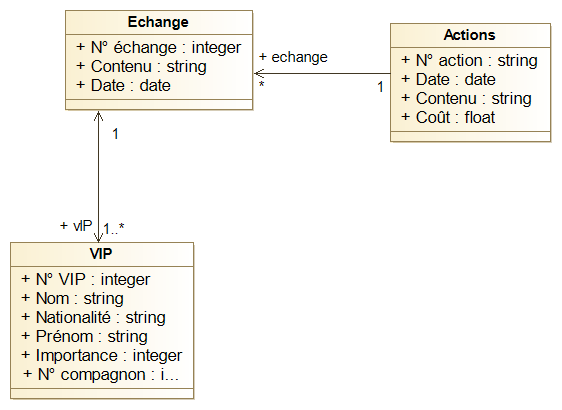 Echange
+ N° échange : integer
+ Contenu : string
+ Date : date
Actions
+ N° action : string
+ Date : date
+ Contenu : string
+ Coût : float
+ echange
*
1
1
+ vIP
1..*
VIP
+ N° VIP : integer
+ Nom : string
+ Nationalité : string
+ Prénom : string
+ Importance : integer
+ N° compagnon : i...